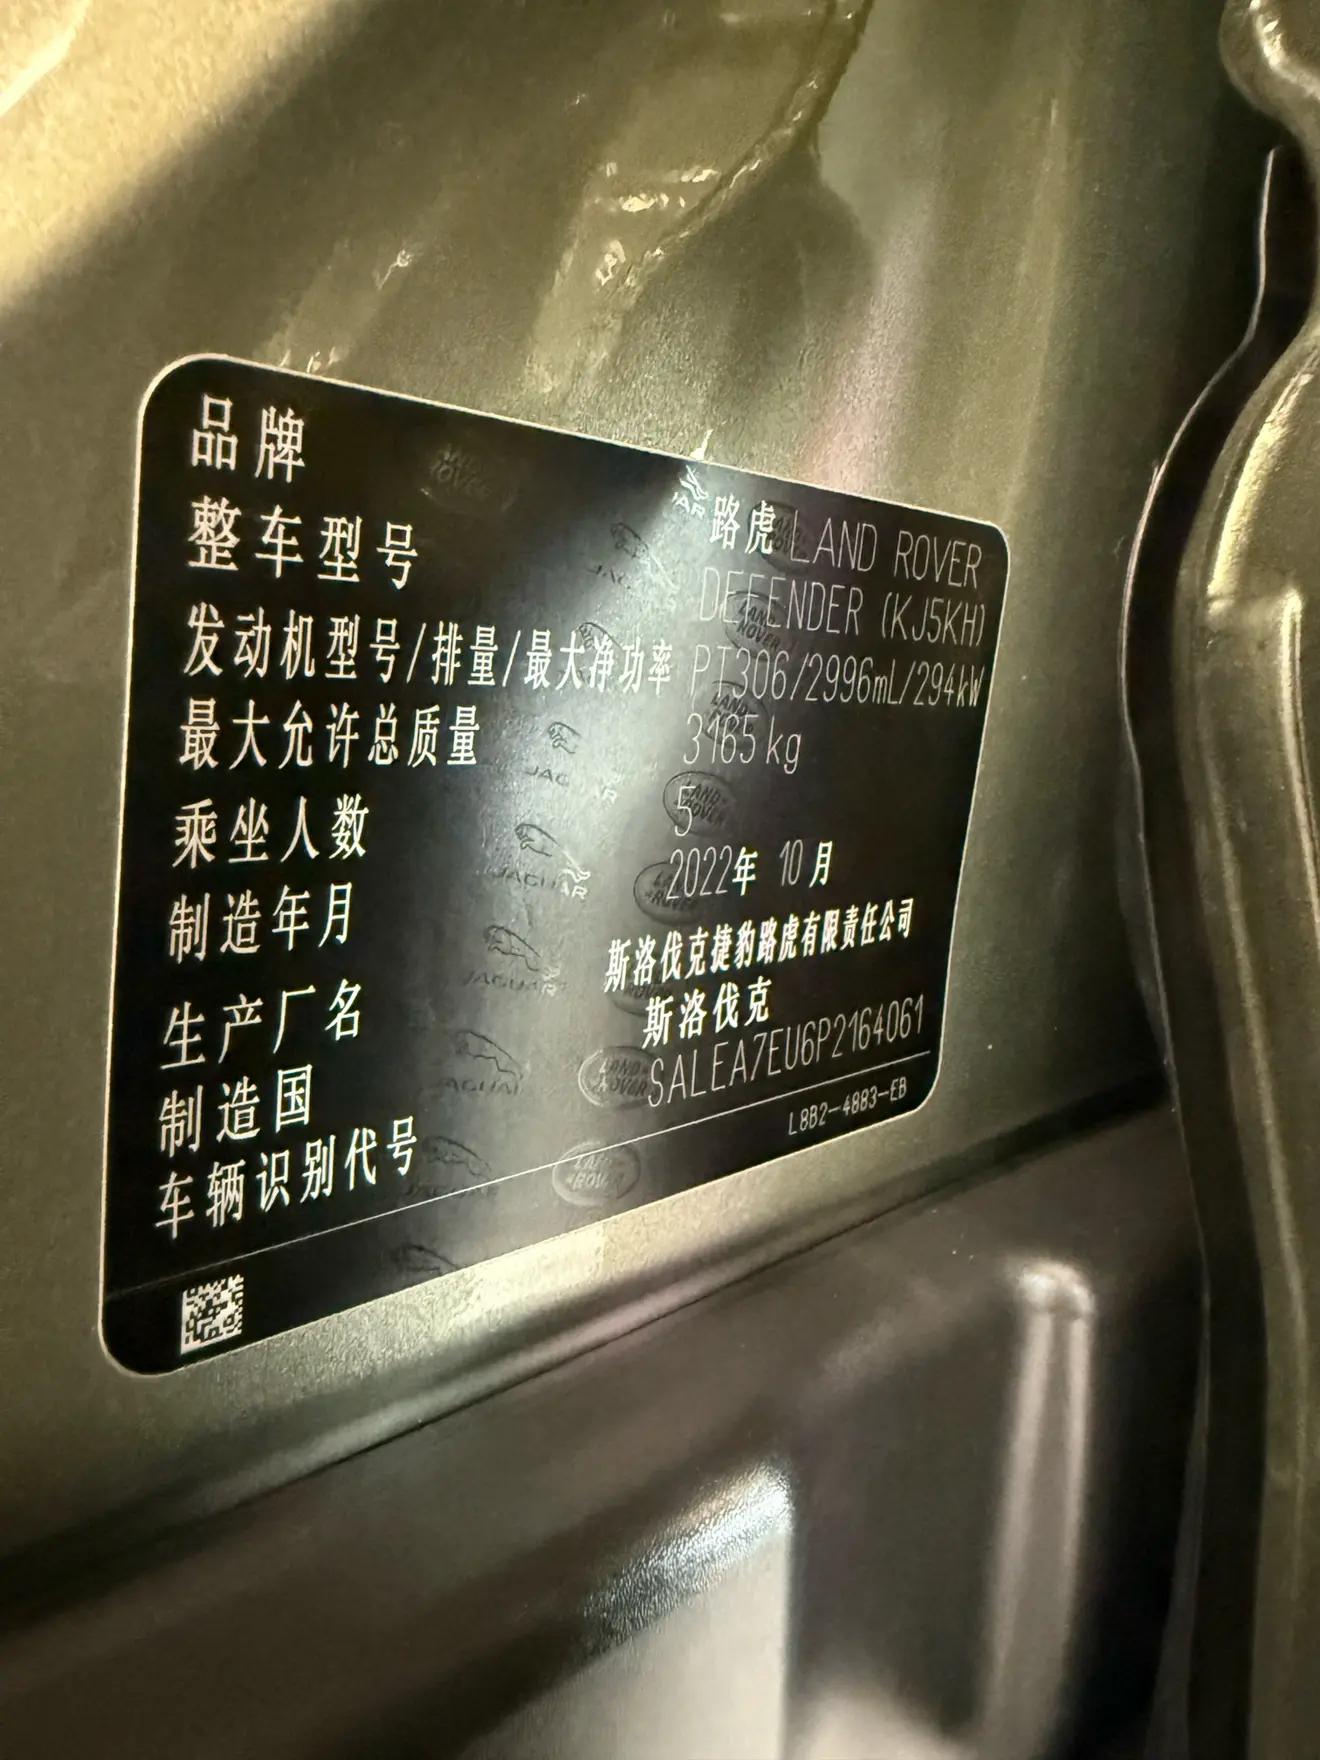 品牌 路虎 LAND ROVER
整车型号 DEFENDER (KJ5KH)
发动机型号/排量/最大净功率 PT306/2996mL/294kW
最大允许总质量 3165 kg
乘坐人数 5
制造年月 2022年 10月
生产厂名 斯洛伐克捷豹路虎有限责任公司
制造国 斯洛伐克
车辆识别代号 SALEA7EU6P2164061
L8B2-4883-EB